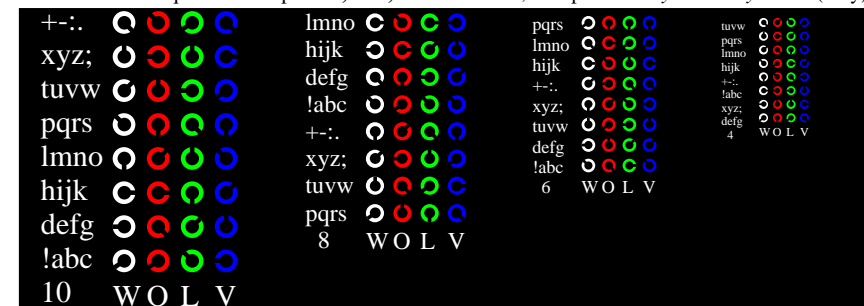 +-:.
xyz;
tuvw
pqrs
lmno
hijk
defg
!abc
10 W O L V
lmno
hijk
defg
!abc
+-:.
xyz;
tuvw
pqrs
8 W O L V
pqrs
lmno
hijk
+-:.
xyz;
tuvw
defg
!abc
6 W O L V
tuvw
pqrs
lmno
hijk
+-:.
!abc
xyz;
defg
4 W O L V